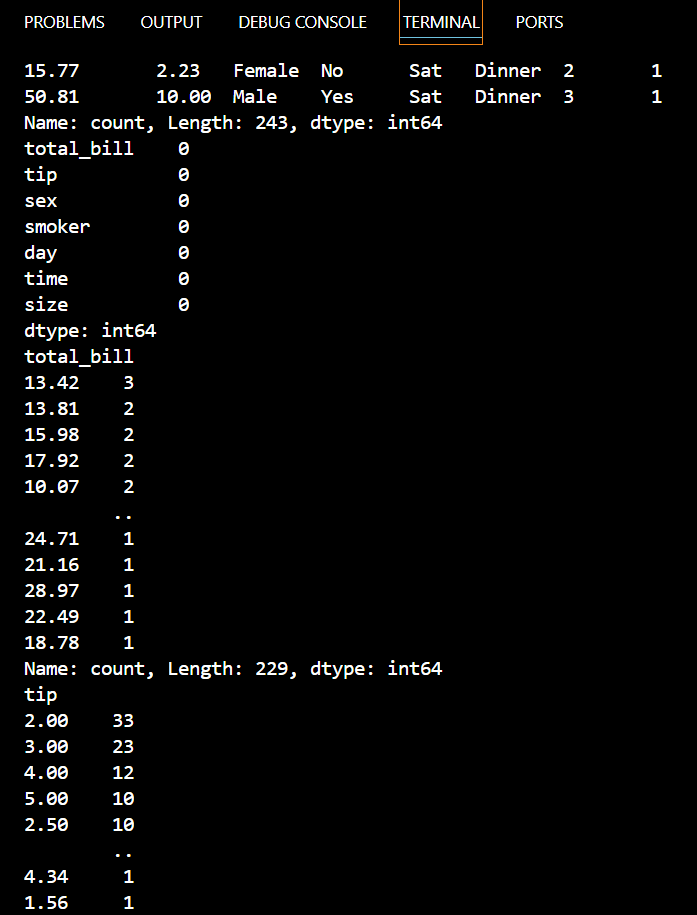 PROBLEMS OUTPUT DEBUG CONSOLE TERMINAL PORTS
15.77 2.23 Female No Sat Dinner 2 1
50.81 10.00 Male Yes Sat Dinner 3 1
Name: count, Length: 243, dtype: int64
total_bill 0
tip 0
sex 0
smoker 0
day 0
time 0
size 0
dtype: int64
total_bill
13.42 3
13.81 2
15.98 2
17.92 2
10.07 2
..
24.71 1
21.16 1
28.97 1
22.49 1
18.78 1
Name: count, Length: 229, dtype: int64
tip
2.00 33
3.00 23
4.00 12
5.00 10
2.50 10
..
4.34 1
1.56 1